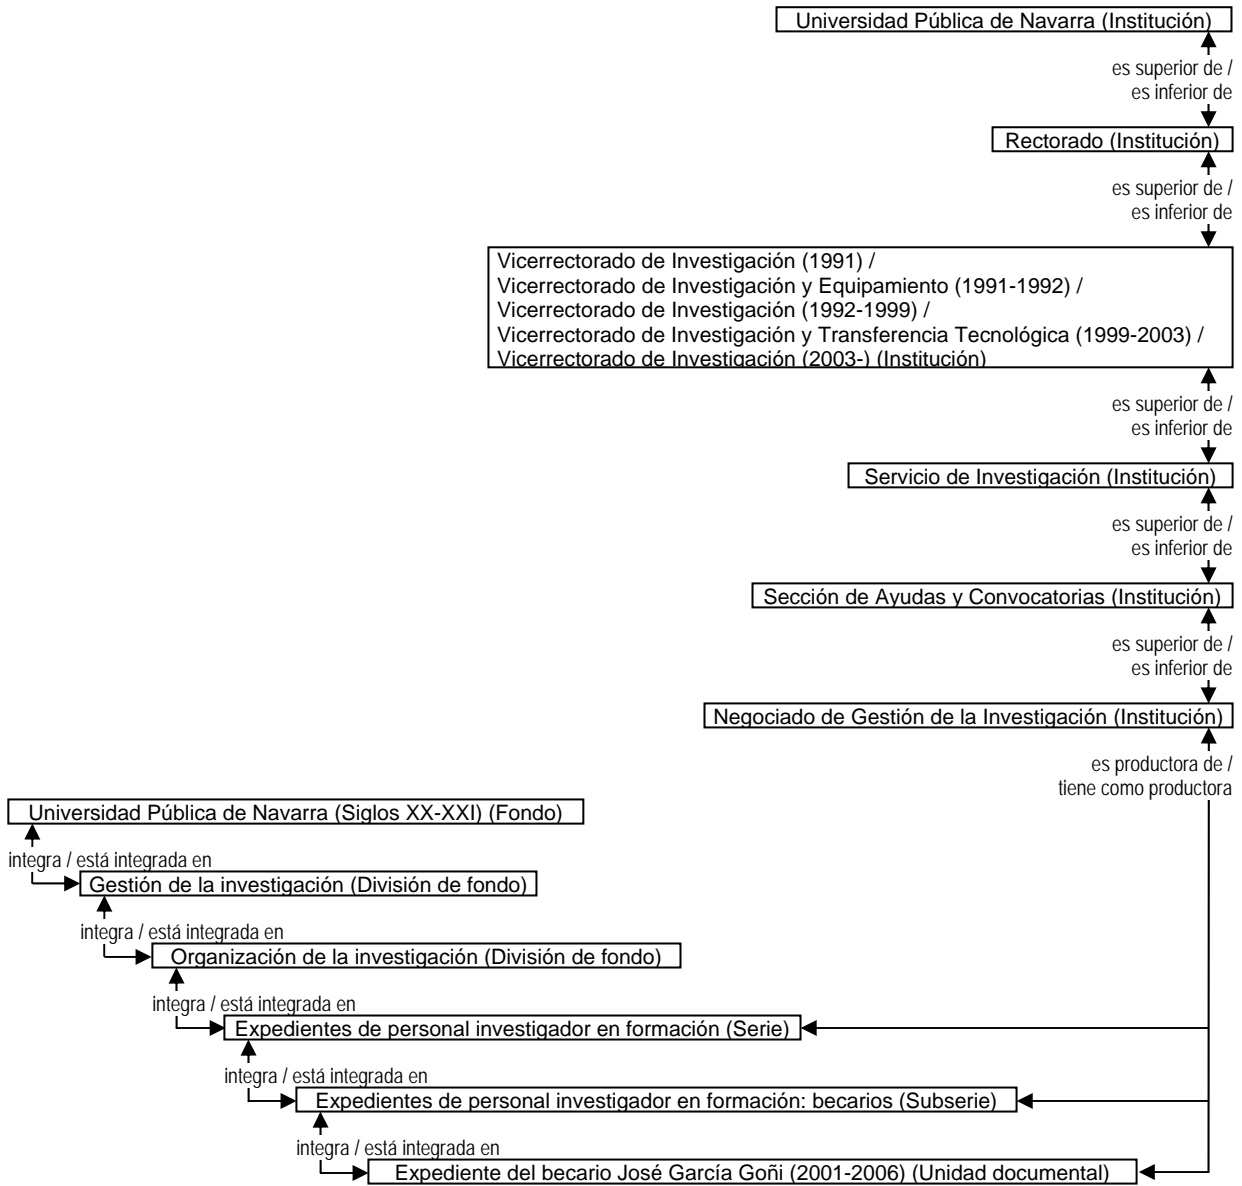 Universidad Pública de Navarra (Institución)
es superior de /
es inferior de
Rectorado (Institución)
es superior de /
es inferior de
Vicerrectorado de Investigación (1991) /
Vicerrectorado de Investigación y Equipamiento (1991-1992) /
Vicerrectorado de Investigación (1992-1999) /
Vicerrectorado de Investigación y Transferencia Tecnológica (1999-2003) /
Vicerrectorado de Investigación (2003-) (Institución)
es superior de /
es inferior de
Servicio de Investigación (Institución)
es superior de /
es inferior de
Sección de Ayudas y Convocatorias (Institución)
es superior de /
es inferior de
Negociado de Gestión de la Investigación (Institución)
es productora de /
tiene como productora
Universidad Pública de Navarra (Siglos XX-XXI) (Fondo)
integra / está integrada en
Gestión de la investigación (División de fondo)
integra / está integrada en
Organización de la investigación (División de fondo)
integra / está integrada en
Expedientes de personal investigador en formación (Serie)
integra / está integrada en
Expedientes de personal investigador en formación: becarios (Subserie)
integra / está integrada en
Expediente del becario José García Goñi (2001-2006) (Unidad documental)